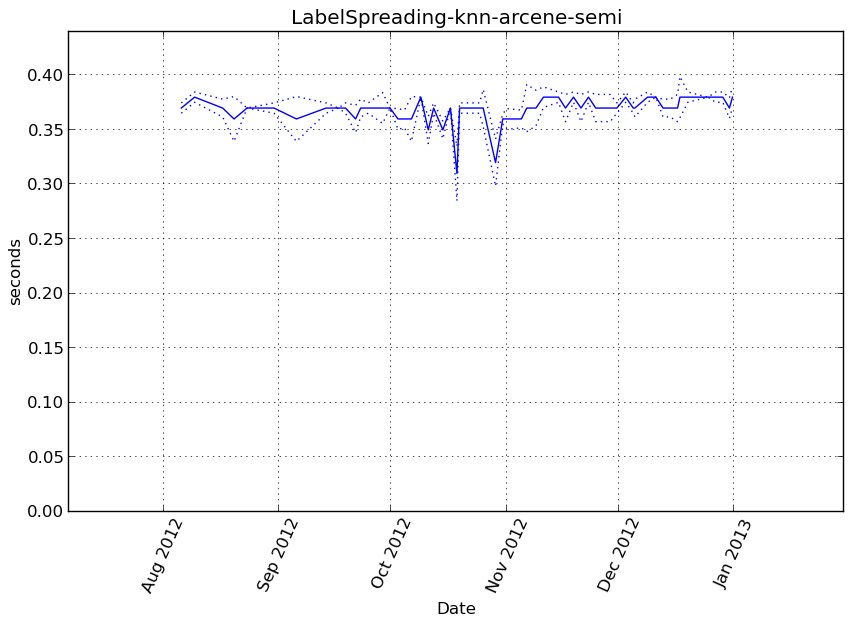 LabelSpreading-knn-arcene-semi
0.40
0.35
0.30
0.25
0.20
0.15
0.10
0.05
0.00
seconds
Aug 2012
Sep 2012
Oct 2012
Nov 2012
Dec 2012
Jan 2013
Date